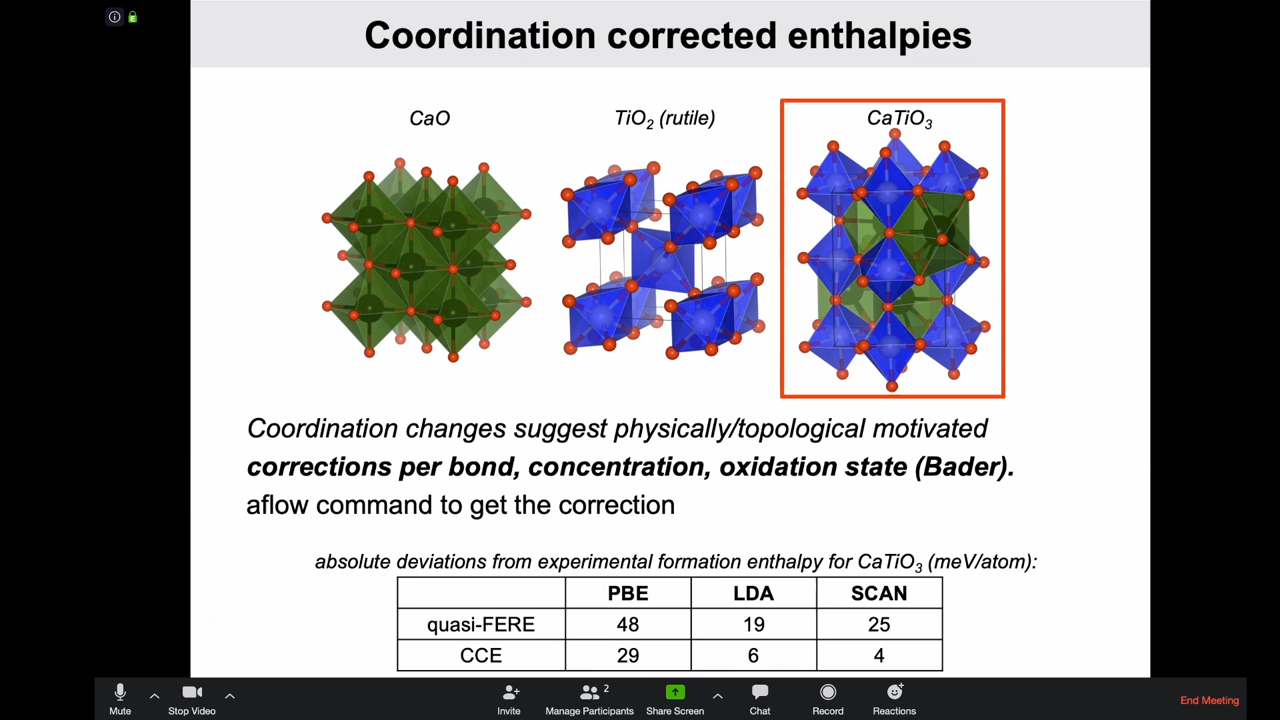 Coordination corrected enthalpies
CaO
TiO2 (rutile)
CaTiO3
Coordination changes suggest physically/topological motivated
corrections per bond, concentration, oxidation state (Bader).
aflow command to get the correction
absolute deviations from experimental formation enthalpy for CaTiO3 (meV/atom):
PBE LDA SCAN
quasi-FERE 48 19 25
CCE 29 6 4
Mute
Stop Video
Invite
2
Manage Participants
Share Screen
Chat
Record
Reactions
End Meeting